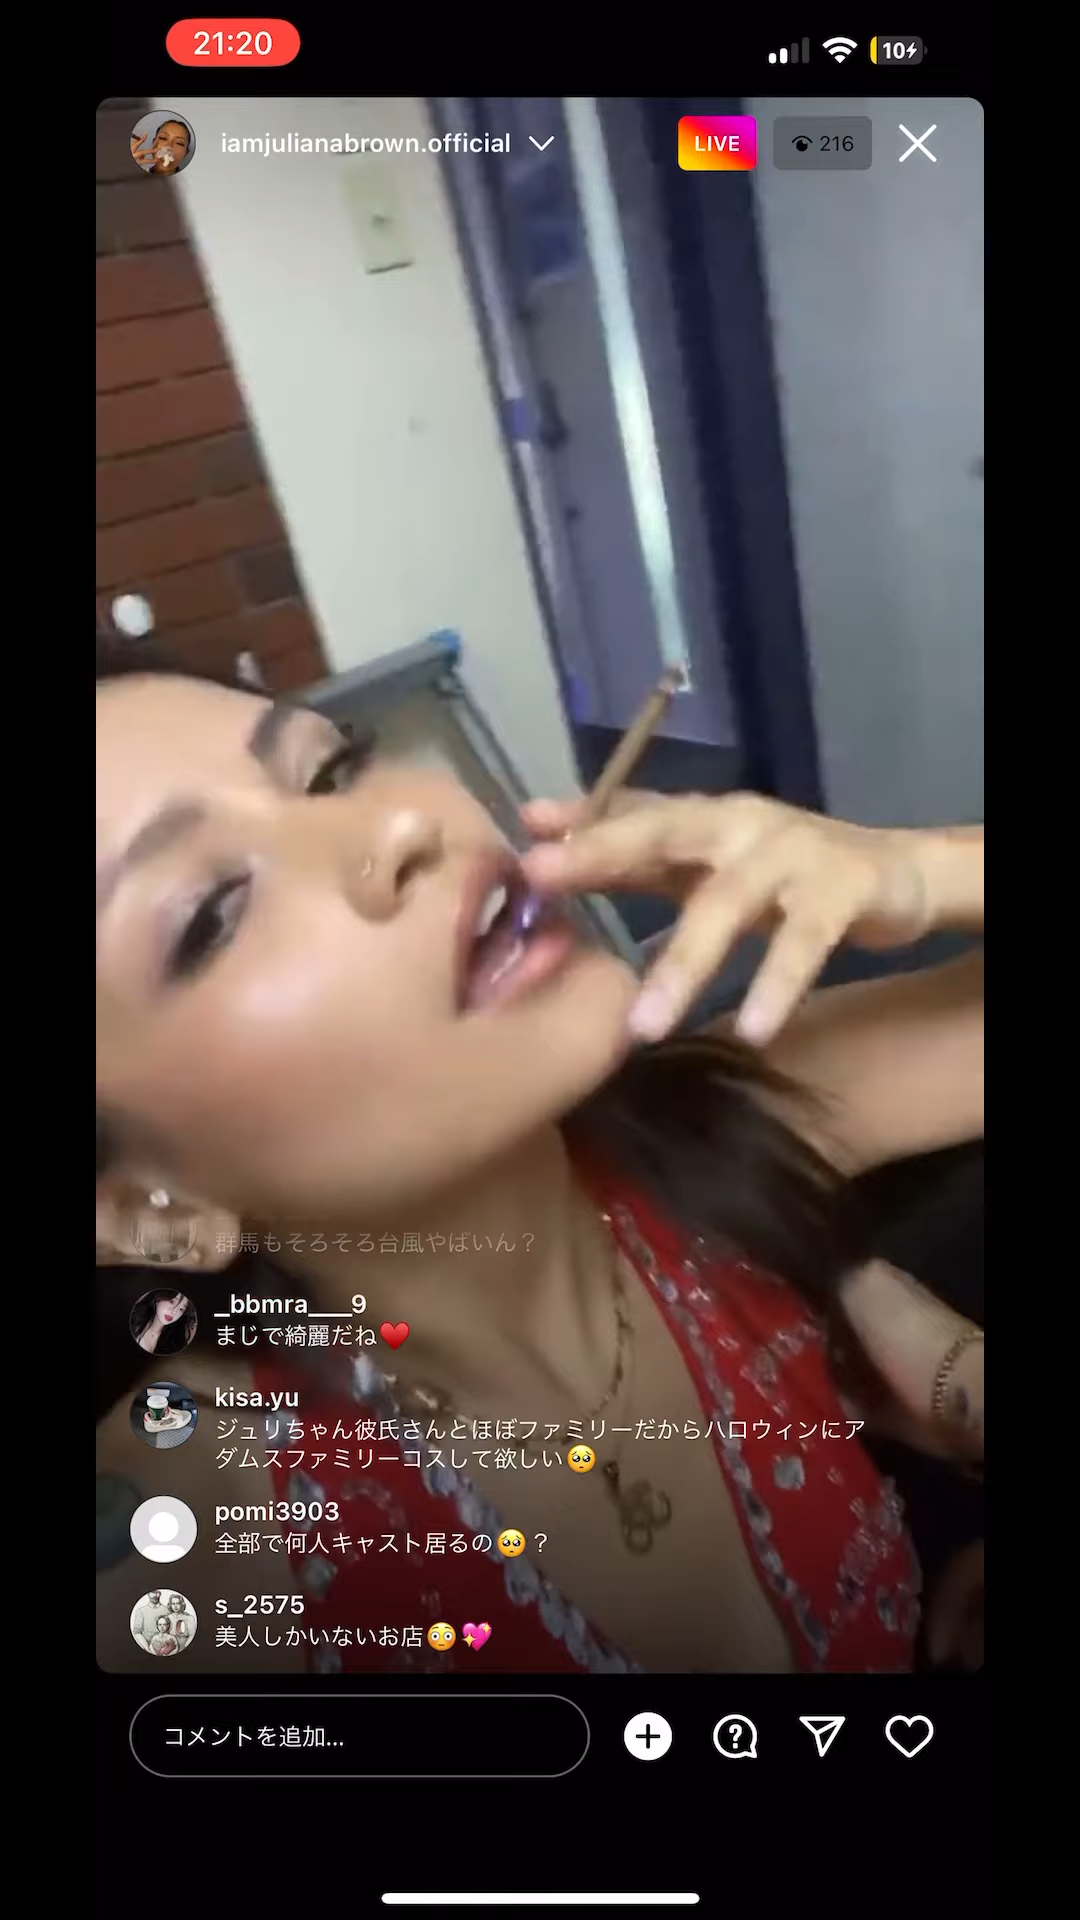 21:20
10
iamjulianabrown.official
LIVE
216
群馬もそろそろ台風やばいん？
_bbmra___9
まじで綺麗だね❤️
kisa.yu
ジュリちゃん彼氏さんとほぼファミリーだからハロウィンにア
ダムスファミリーコスして欲しい🥺
pomi3903
全部で何人キャスト居るの🥺？
s_2575
美人しかいないお店😳💖
コメントを追加...